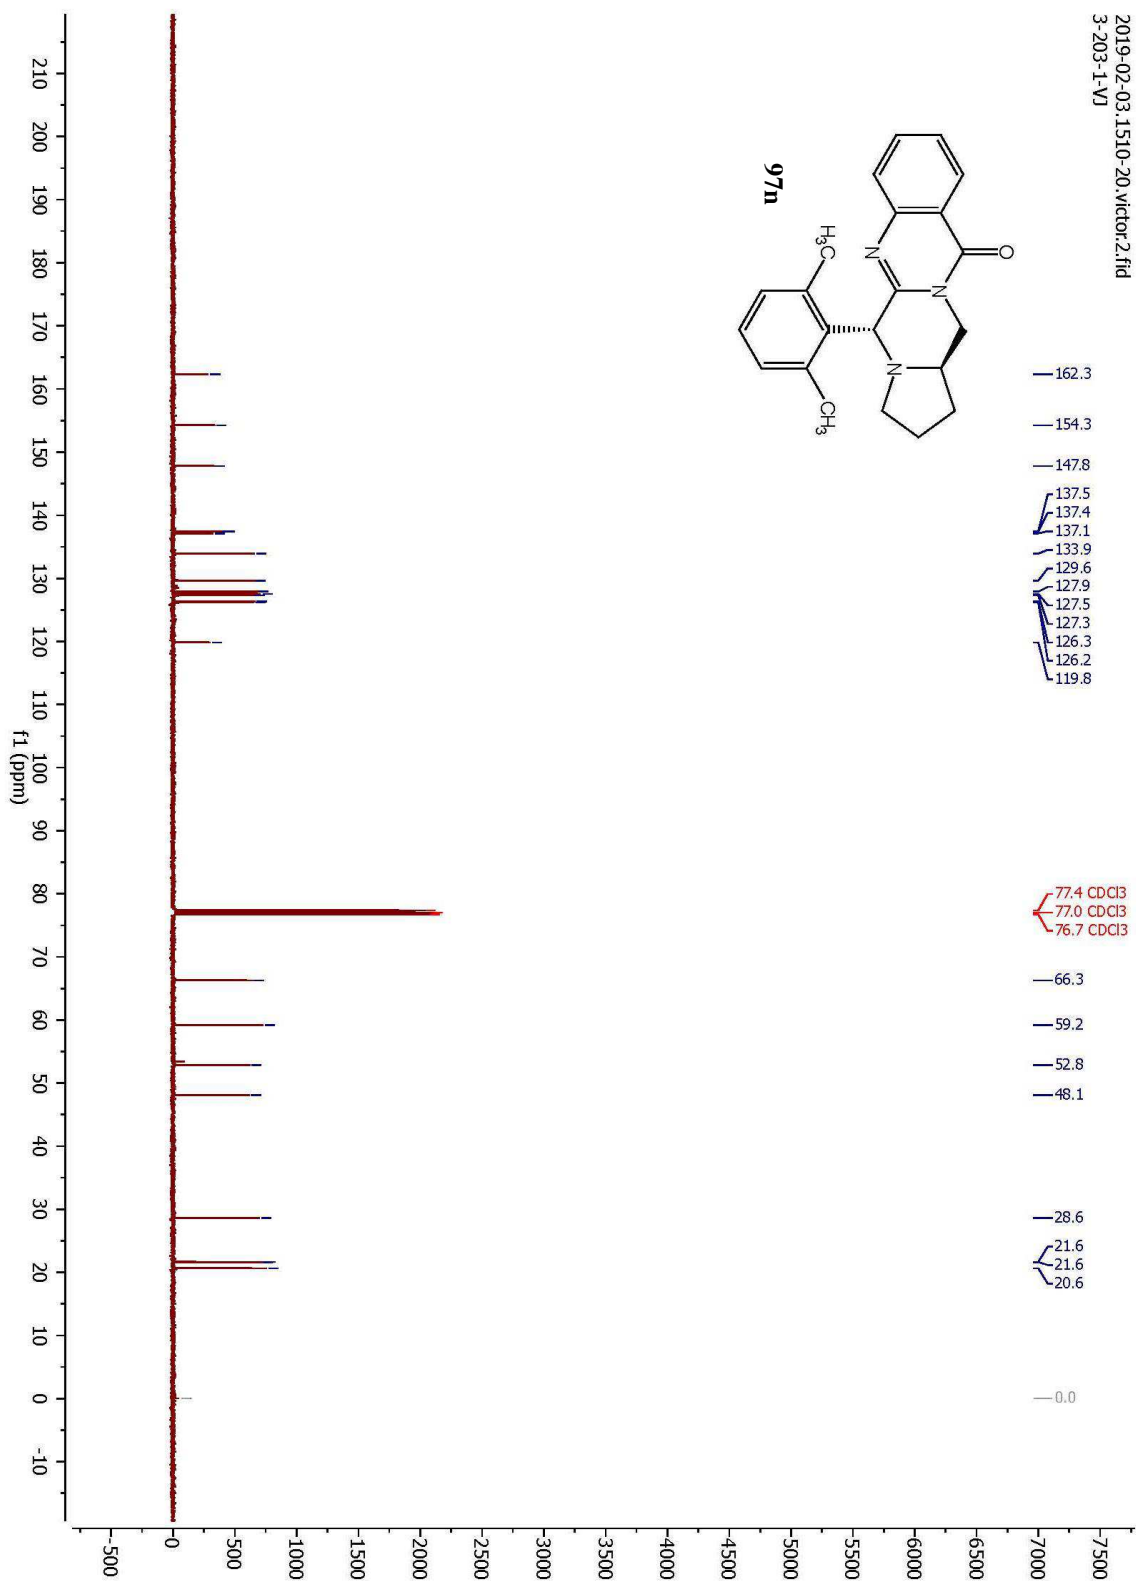 2019-02-03.1510-20.victor.2.fid
3-203-1-VJ
O
N
N
N
H3C
CH3
97n
162.3
154.3
147.8
137.5
137.4
137.1
133.9
129.6
127.9
127.5
127.3
126.3
126.2
119.8
77.4 CDCl3
77.0 CDCl3
76.7 CDCl3
66.3
59.2
52.8
48.1
28.6
21.6
21.6
20.6
0.0
7500
7000
6500
6000
5500
5000
4500
4000
3500
3000
2500
2000
1500
1000
500
0
-500
210 200 190 180 170 160 150 140 130 120 110 100 90 80 70 60 50 40 30 20 10 0 -10
f1 (ppm)